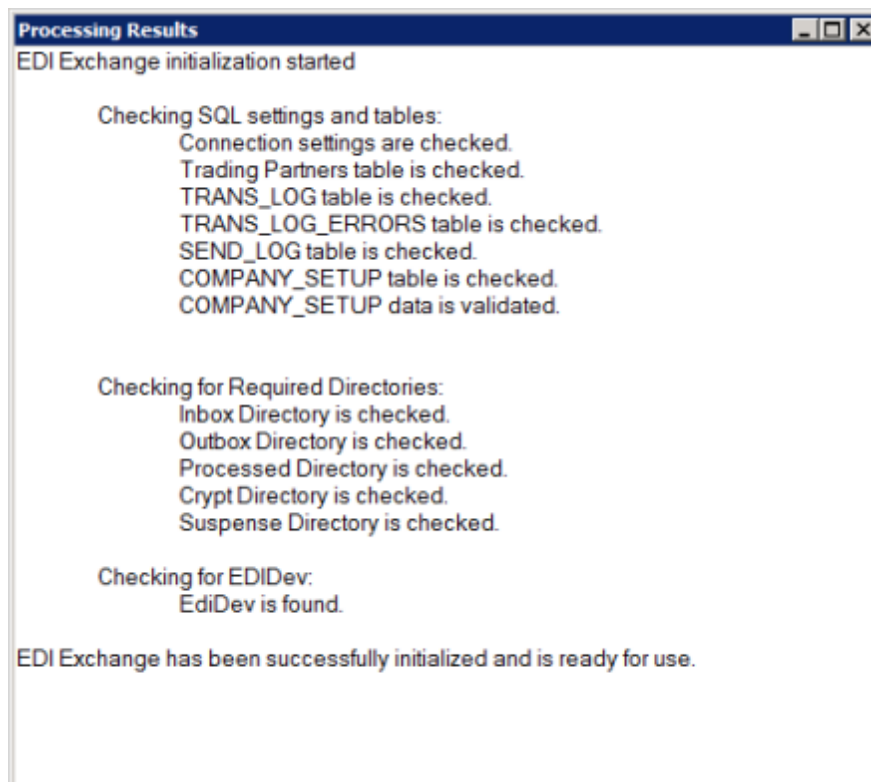 Processing Results
EDI Exchange initialization started
Checking SQL settings and tables:
Connection settings are checked.
Trading Partners table is checked.
TRANS_LOG table is checked.
TRANS_LOG_ERRORS table is checked.
SEND_LOG table is checked.
COMPANY_SETUP table is checked.
COMPANY_SETUP data is validated.
Checking for Required Directories:
Inbox Directory is checked.
Outbox Directory is checked.
Processed Directory is checked.
Crypt Directory is checked.
Suspense Directory is checked.
Checking for EDIDev:
EdiDev is found.
EDI Exchange has been successfully initialized and is ready for use.